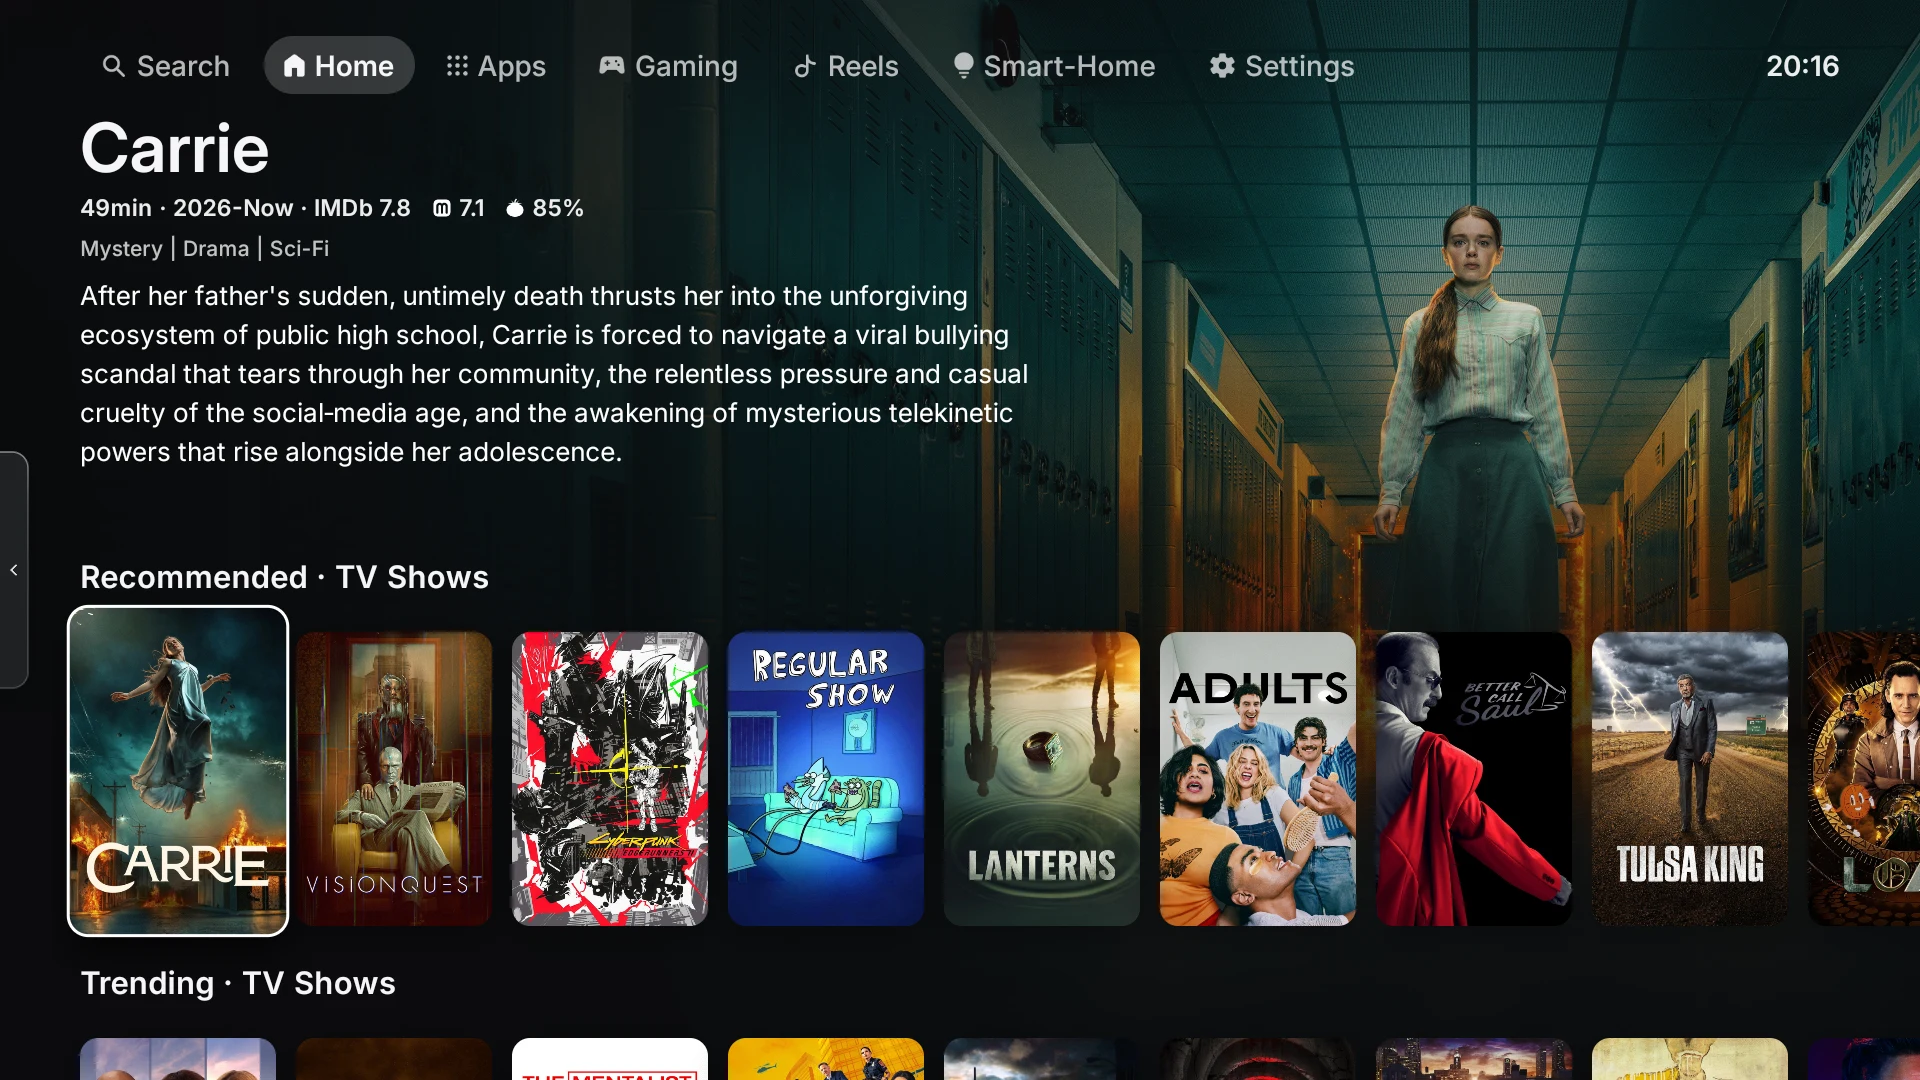 Search
Home
Apps
Gaming
Reels
Smart-Home
Settings
20:16
Carrie
49min · 2026-Now · IMDb 7.8 m 7.1 85%
Mystery | Drama | Sci-Fi
After her father's sudden, untimely death thrusts her into the unforgiving
ecosystem of public high school, Carrie is forced to navigate a viral bullying
scandal that tears through her community, the relentless pressure and casual
cruelty of the social-media age, and the awakening of mysterious telekinetic
powers that rise alongside her adolescence.
Recommended · TV Shows
CARRIE
VISIONQUEST
CYBERPUNK
EDGERUNNERS
REGULAR
SHOW
LANTERNS
ADULTS
BETTER
CALL
Saul
TULSA KING
Trending · TV Shows
THE MENTALIST